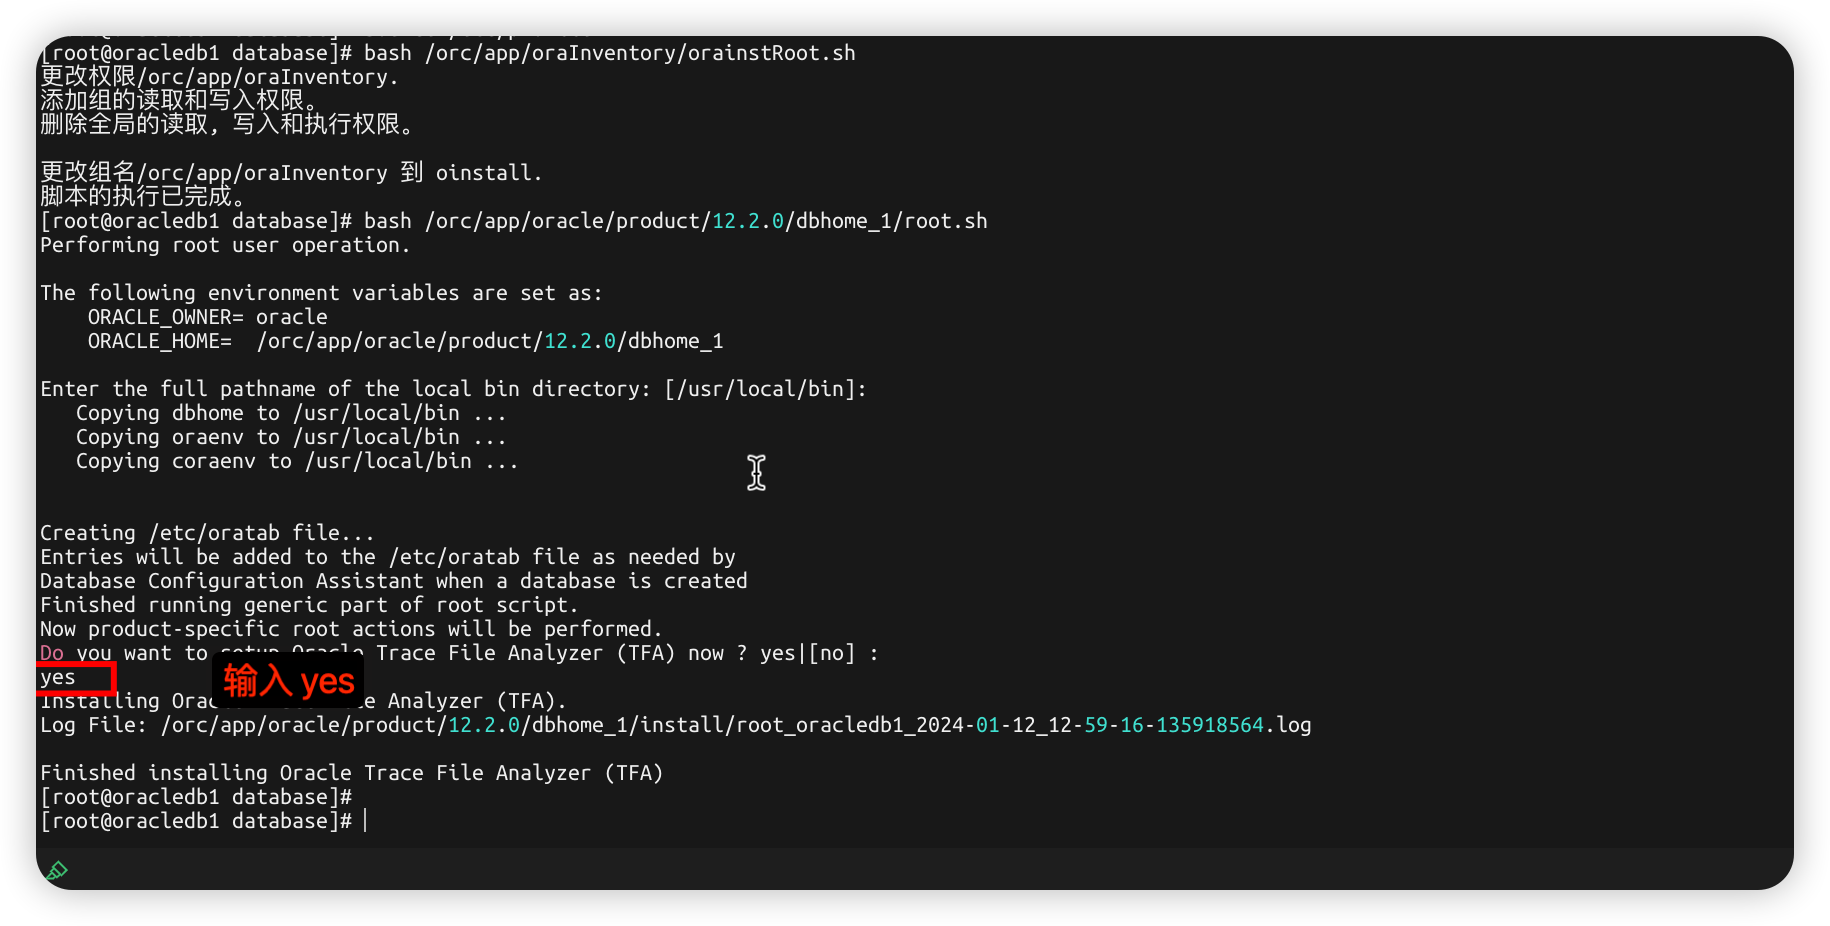 [root@oracledb1 database]# bash /orc/app/oraInventory/orainstRoot.sh
更改权限/orc/app/oraInventory.
添加组的读取和写入权限。
删除全局的读取, 写入和执行权限。
更改组名/orc/app/oraInventory 到 oinstall.
脚本的执行已完成。
[root@oracledb1 database]# bash /orc/app/oracle/product/12.2.0/dbhome_1/root.sh
Performing root user operation.
The following environment variables are set as:
ORACLE_OWNER= oracle
ORACLE_HOME=  /orc/app/oracle/product/12.2.0/dbhome_1
Enter the full pathname of the local bin directory: [/usr/local/bin]:
Copying dbhome to /usr/local/bin ...
Copying oraenv to /usr/local/bin ...
Copying coraenv to /usr/local/bin ...
Creating /etc/oratab file...
Entries will be added to the /etc/oratab file as needed by
Database Configuration Assistant when a database is created
Finished running generic part of root script.
Now product-specific root actions will be performed.
Do you want to setup Oracle Trace File Analyzer (TFA) now ? yes|[no] :
yes
输入 yes
Installing Analyzer (TFA).
Log File: /orc/app/oracle/product/12.2.0/dbhome_1/install/root_oracledb1_2024-01-12_12-59-16-135918564.log
Finished installing Oracle Trace File Analyzer (TFA)
[root@oracledb1 database]#
[root@oracledb1 database]#